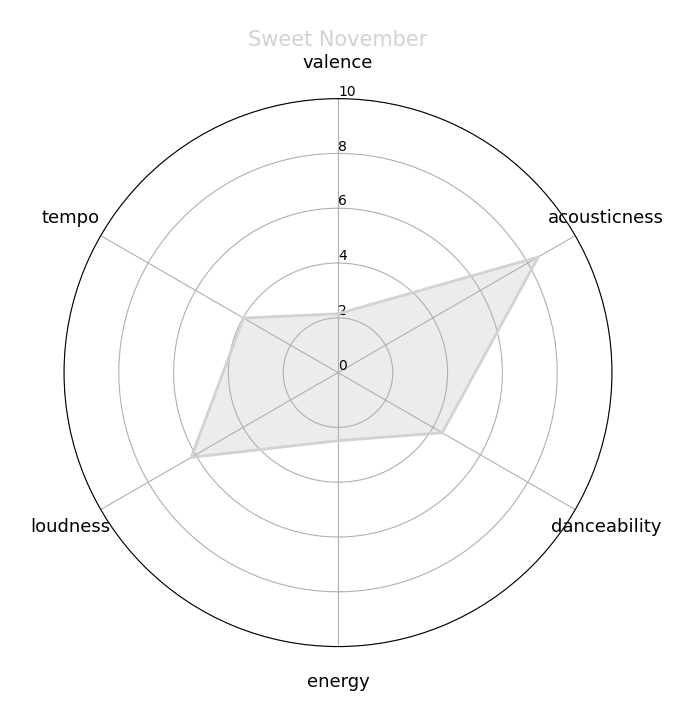 Sweet November
valence
10
8
tempo
6
acousticness
4
2
0
loudness
danceability
energy